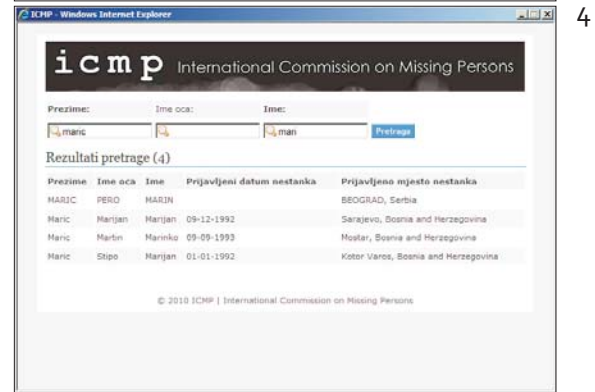 ICMP - Windows Internet Explorer
4
icmp International Commission on Missing Persons
Prezime: Ime oca: Ime:
maric mari Pretraga
Rezultati pretrage (4)
Prezime Ime oca Ime Prijavljeni datum nestanka Prijavljeno mjesto nestanka
MARIC PERO MARIN BEOGRAD, Serbia
Maric Marijan Marijan 09-12-1992 Sarajevo, Bosnia and Herzegovina
Maric Martin Marinko 09-09-1993 Mostar, Bosnia and Herzegovina
Maric Stipo Marijan 01-01-1992 Kotor Varos, Bosnia and Herzegovina
© 2010 ICMP | International Commission on Missing Persons